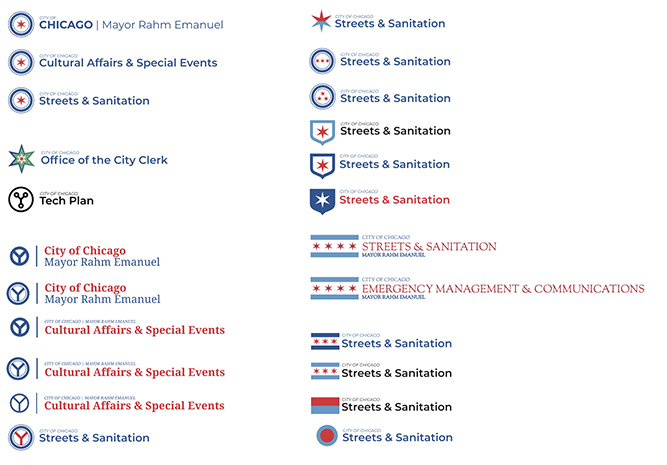 CITY OF
CHICAGO | Mayor Rahm Emanuel
CITY OF CHICAGO
Cultural Affairs & Special Events
CITY OF CHICAGO
Streets & Sanitation
CITY OF CHICAGO
Office of the City Clerk
CITY OF CHICAGO
Tech Plan
City of Chicago
Mayor Rahm Emanuel
City of Chicago
Mayor Rahm Emanuel
CITY OF CHICAGO | MAYOR RAHM EMANUEL
Cultural Affairs & Special Events
CITY OF CHICAGO | MAYOR RAHM EMANUEL
Cultural Affairs & Special Events
CITY OF CHICAGO | MAYOR RAHM EMANUEL
Cultural Affairs & Special Events
CITY OF CHICAGO
Streets & Sanitation
CITY OF CHICAGO
Streets & Sanitation
CITY OF CHICAGO
Streets & Sanitation
CITY OF CHICAGO
Streets & Sanitation
CITY OF CHICAGO
Streets & Sanitation
CITY OF CHICAGO
Streets & Sanitation
CITY OF CHICAGO
Streets & Sanitation
CITY OF CHICAGO
STREETS & SANITATION
MAYOR RAHM EMANUEL
CITY OF CHICAGO
EMERGENCY MANAGEMENT & COMMUNICATIONS
MAYOR RAHM EMANUEL
CITY OF CHICAGO
Streets & Sanitation
CITY OF CHICAGO
Streets & Sanitation
CITY OF CHICAGO
Streets & Sanitation
CITY OF CHICAGO
Streets & Sanitation